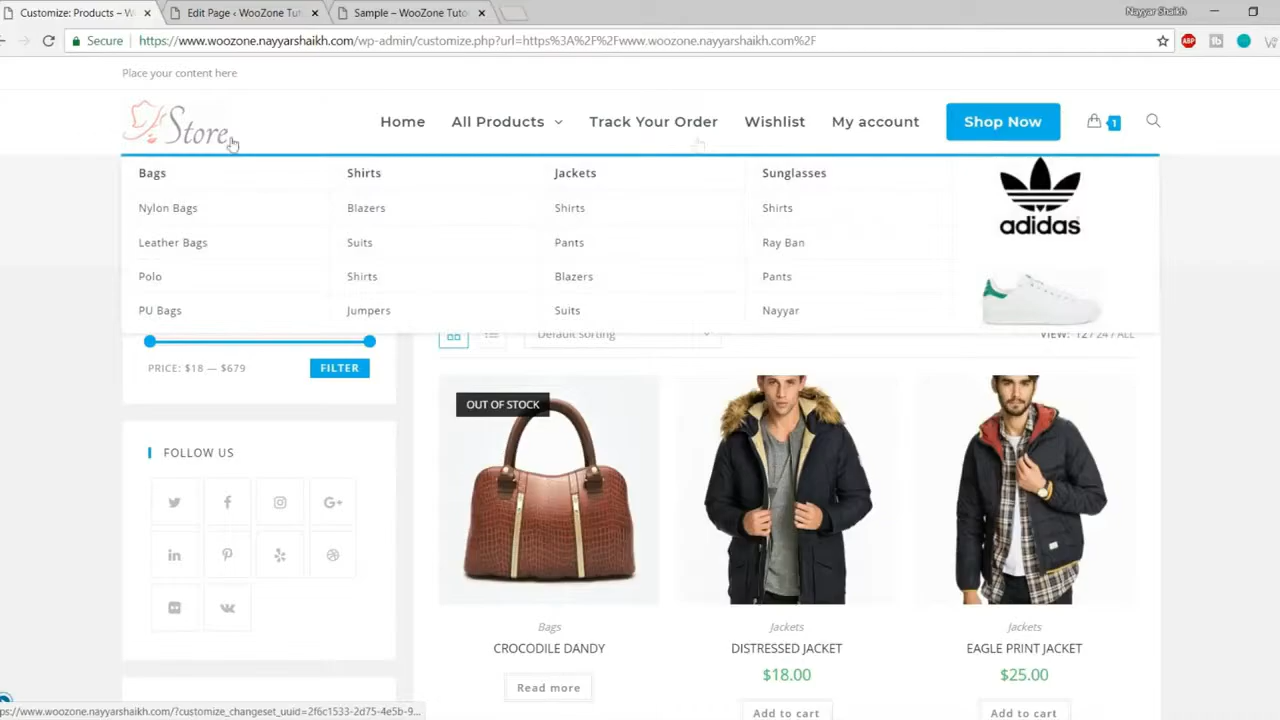 Customize: Products – W
Edit Page ‹ WooZone Tut
Sample – WooZone Tuto
Nayyar Shaikh
Secure
https://www.woozone.nayyarshaikh.com/wp-admin/customize.php?url=https%3A%2F%2Fwww.woozone.nayyarshaikh.com%2F
ABP
Place your content here
Store
Home
All Products
Track Your Order
Wishlist
My account
Shop Now
1
Bags
Shirts
Jackets
Sunglasses
Nylon Bags
Blazers
Shirts
Shirts
Leather Bags
Suits
Pants
Ray Ban
Polo
Shirts
Blazers
Pants
PU Bags
Jumpers
Suits
Nayyar
adidas
Default sorting
VIEW: 12 / 24 / ALL
PRICE: $18 — $679
FILTER
FOLLOW US
OUT OF STOCK
Bags
CROCODILE DANDY
Read more
Jackets
DISTRESSED JACKET
$18.00
Add to cart
Jackets
EAGLE PRINT JACKET
$25.00
Add to cart
ps://www.woozone.nayyarshaikh.com/?customize_changeset_uuid=2f6c1533-2d75-4e5b-9...